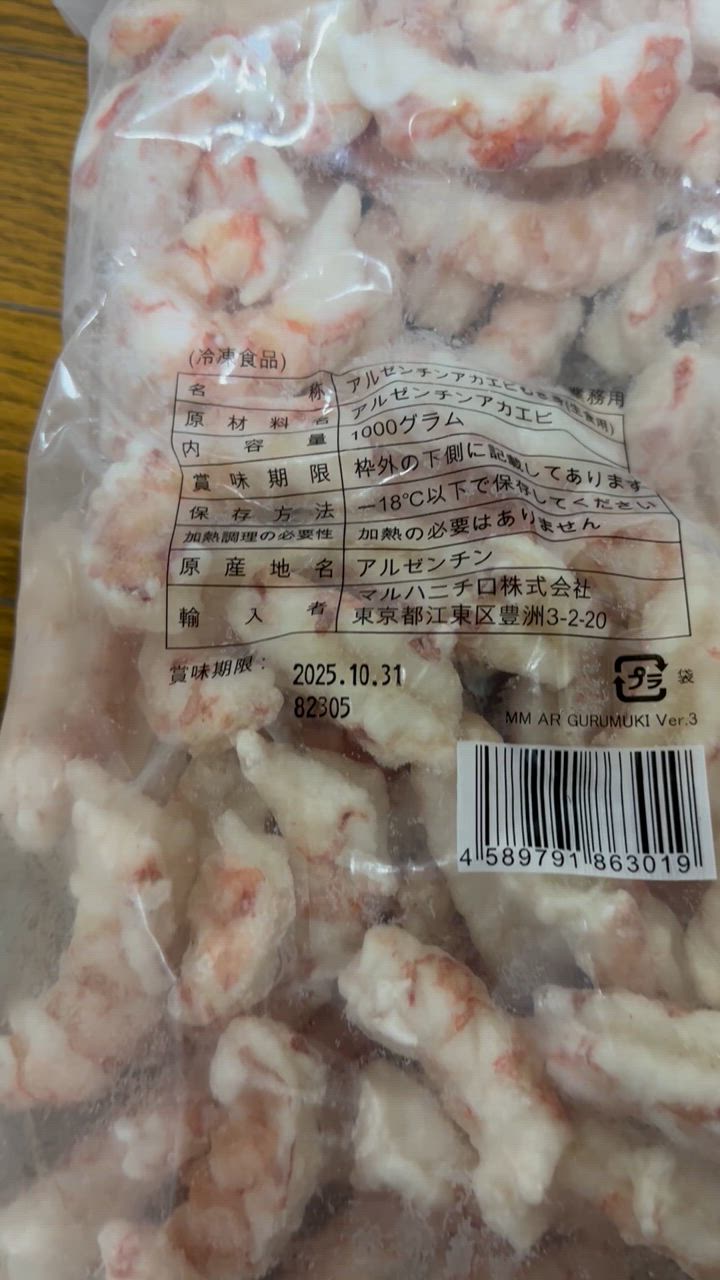 (冷凍食品)
名称 アルゼンチンアカエビむき身(生食用) 業務用
原材料名 アルゼンチンアカエビ
内容量 1000グラム
賞味期限 枠外の下側に記載してあります
保存方法 −18℃以下で保存してください
加熱調理の必要性 加熱の必要はありません
原産地名 アルゼンチン
輸入者 マルハニチロ株式会社
東京都江東区豊洲3-2-20
賞味期限: 2025.10.31
82305
プラ 袋
MM AR GURUMUKI Ver.3
4 589791 863019